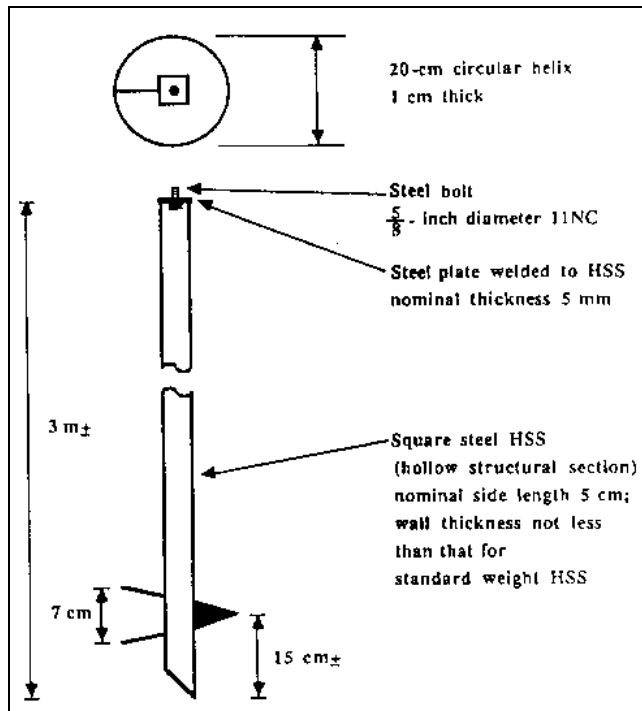 20-cm circular helix
1 cm thick
Steel bolt
5/8 - inch diameter 11NC
Steel plate welded to HSS
nominal thickness 5 mm
3 m±
Square steel HSS
(hollow structural section)
nominal side length 5 cm;
wall thickness not less
than that for
standard weight HSS
7 cm
15 cm±